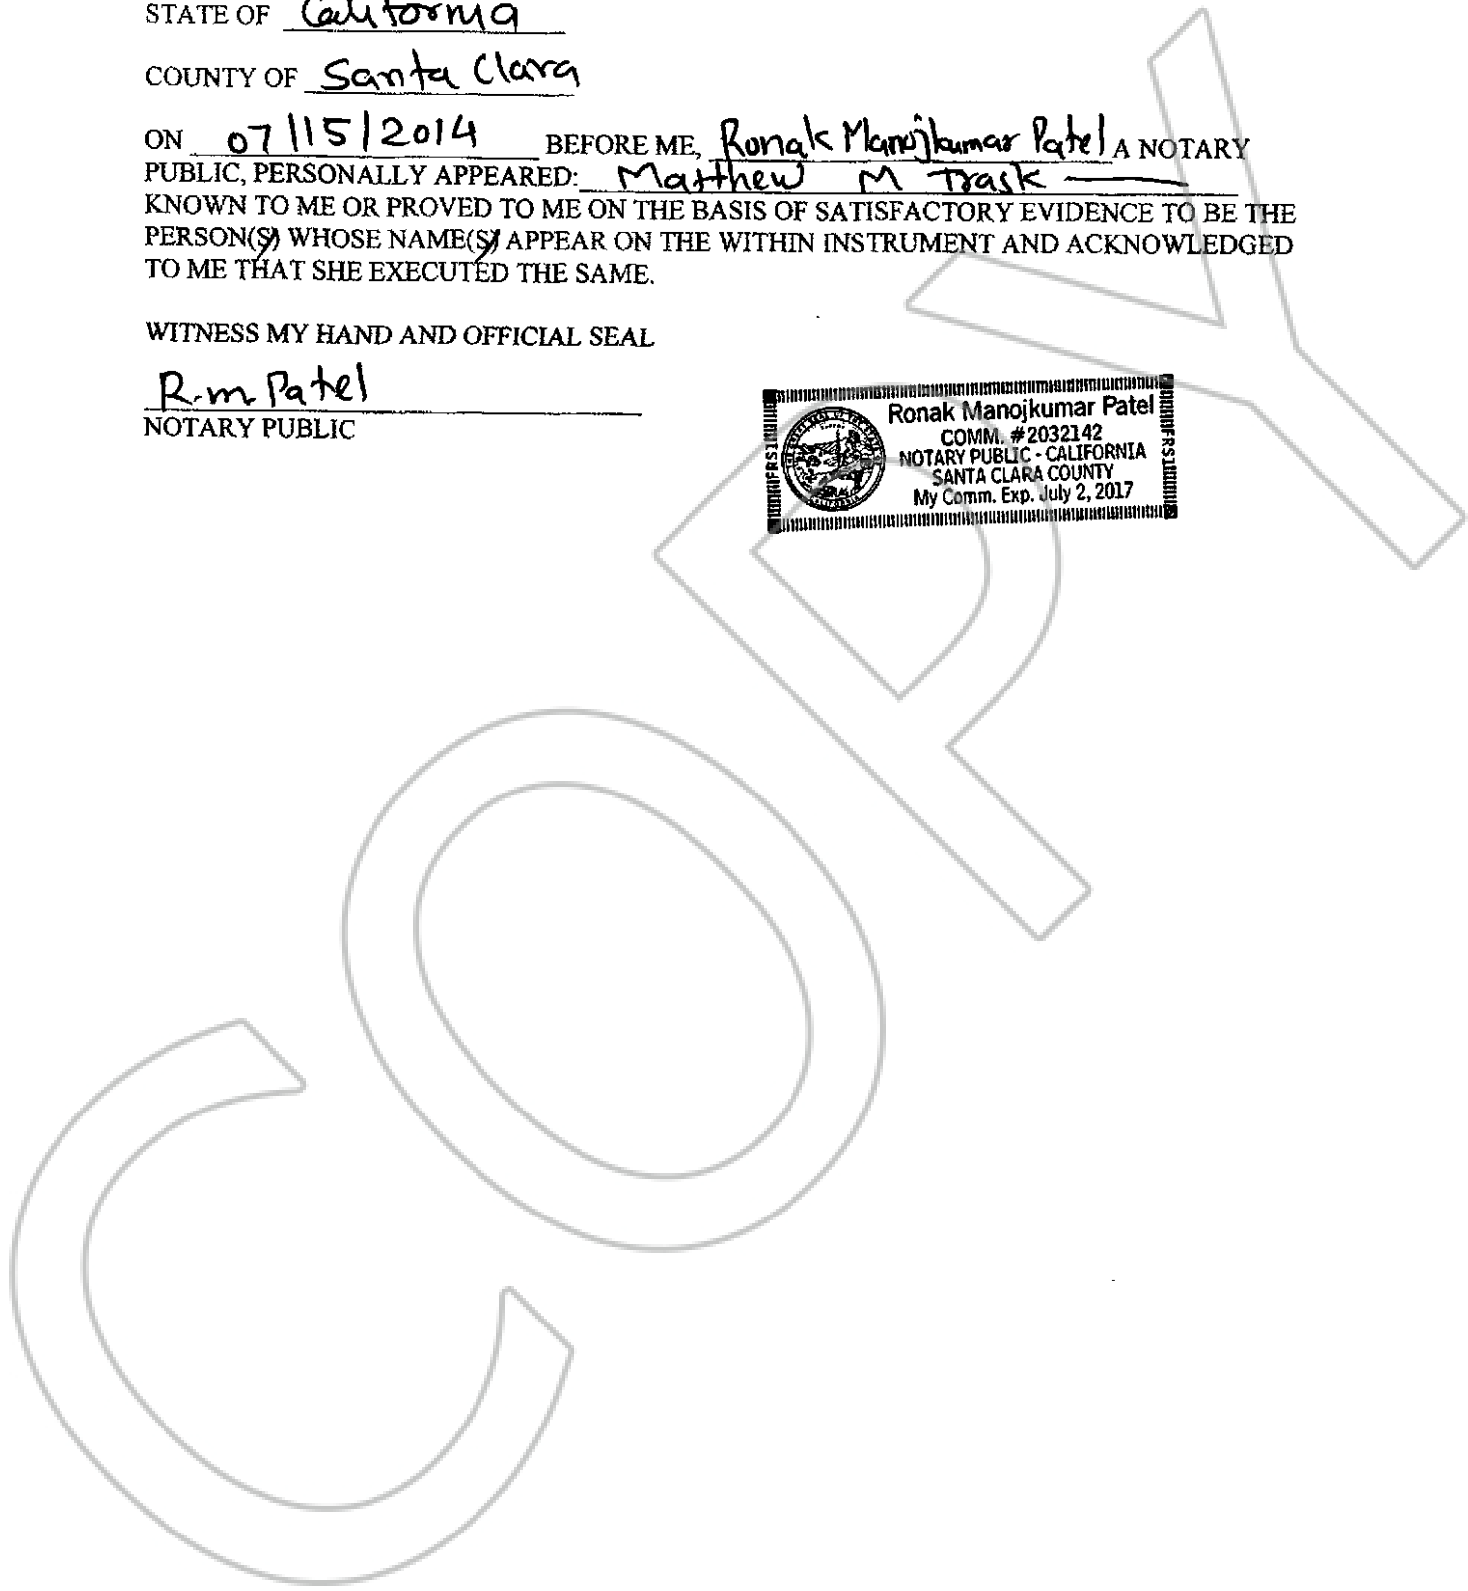 STATE OF California
COUNTY OF Santa Clara
ON 07/15/2014 BEFORE ME, Ronak Manojkumar Patel A NOTARY
PUBLIC, PERSONALLY APPEARED: Matthew M Trask
KNOWN TO ME OR PROVED TO ME ON THE BASIS OF SATISFACTORY EVIDENCE TO BE THE
PERSON(S) WHOSE NAME(S) APPEAR ON THE WITHIN INSTRUMENT AND ACKNOWLEDGED
TO ME THAT SHE EXECUTED THE SAME.
WITNESS MY HAND AND OFFICIAL SEAL
R.m Patel
NOTARY PUBLIC
Ronak Manojkumar Patel
COMM. #2032142
NOTARY PUBLIC - CALIFORNIA
SANTA CLARA COUNTY
My Comm. Exp. July 2, 2017
COPY